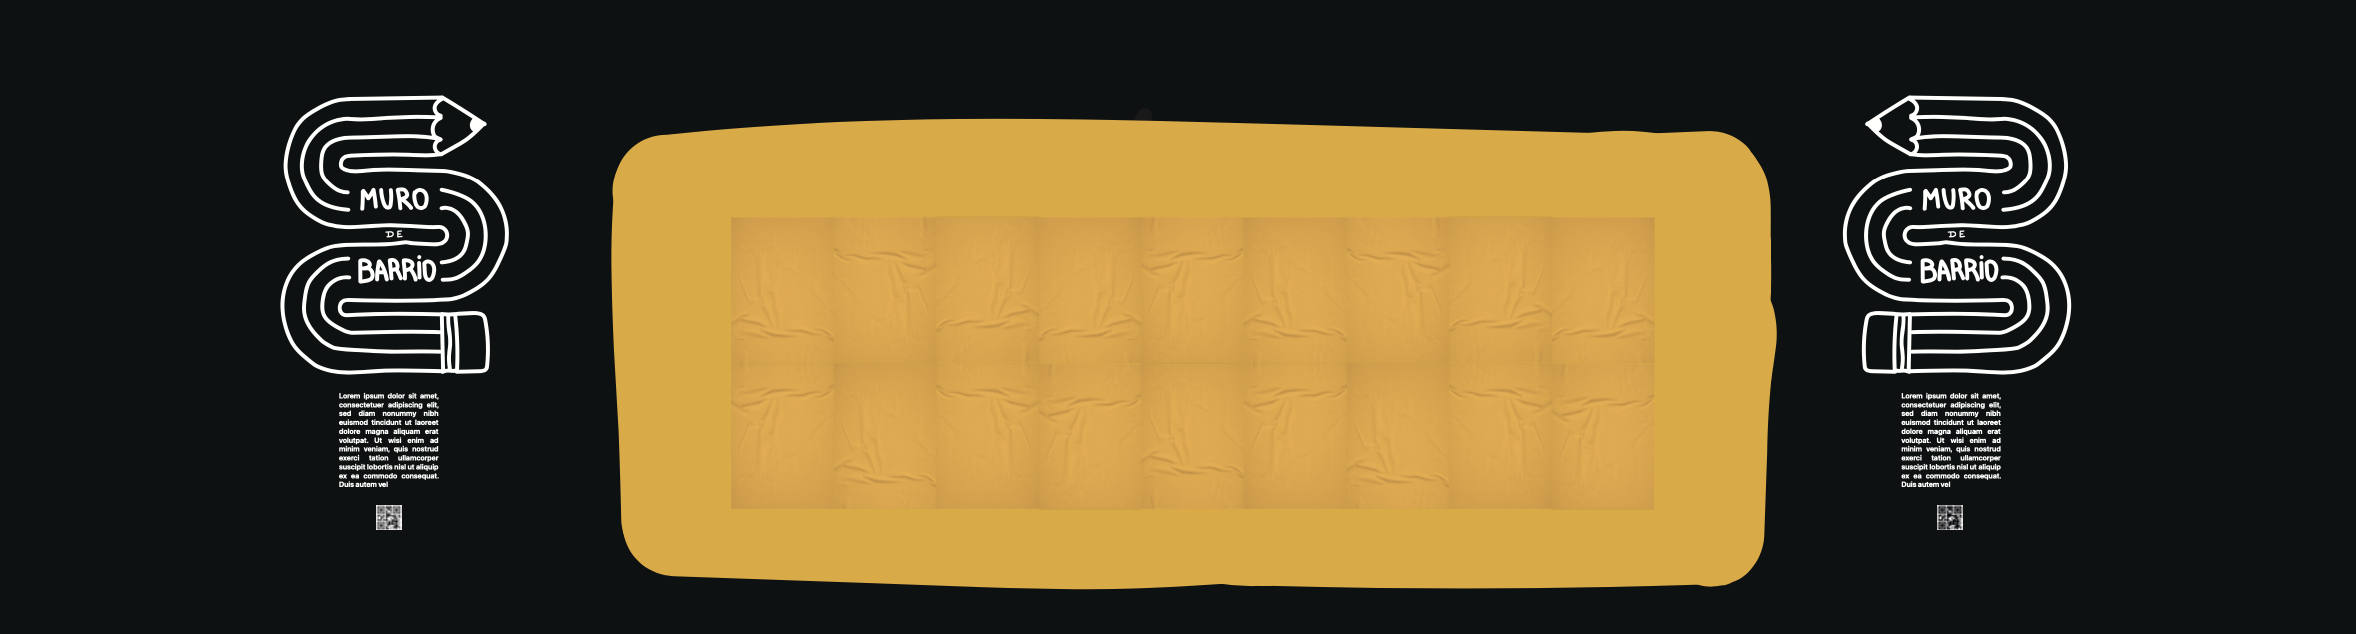 MURO
DE
BARRiO
Lorem ipsum dolor sit amet,
consectetuer adipiscing elit,
sed diam nonummy nibh
euismod tincidunt ut laoreet
dolore magna aliquam erat
volutpat. Ut wisi enim ad
minim veniam, quis nostrud
exerci tation ullamcorper
suscipit lobortis nisl ut aliquip
ex ea commodo consequat.
Duis autem vel
MURO
DE
BARRiO
Lorem ipsum dolor sit amet,
consectetuer adipiscing elit,
sed diam nonummy nibh
euismod tincidunt ut laoreet
dolore magna aliquam erat
volutpat. Ut wisi enim ad
minim veniam, quis nostrud
exerci tation ullamcorper
suscipit lobortis nisl ut aliquip
ex ea commodo consequat.
Duis autem vel